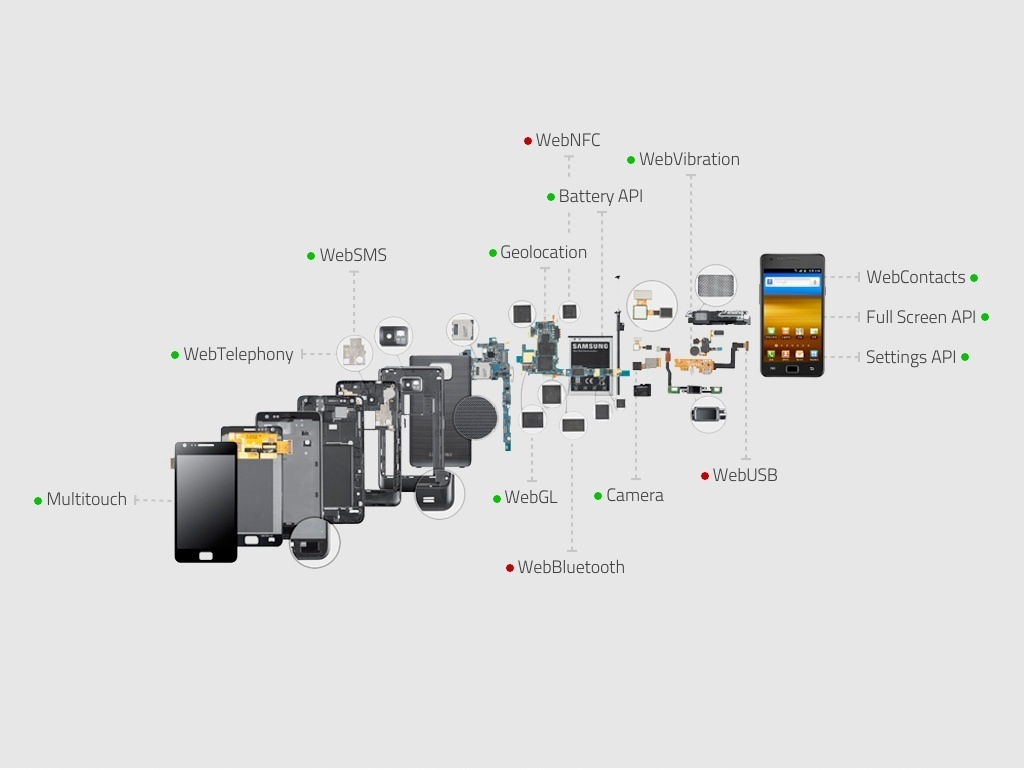 WebNFC
WebVibration
Battery API
WebSMS
Geolocation
WebContacts
Full Screen API
WebTelephony
SAMSUNG
Settings API
WebUSB
Multitouch
WebGL
Camera
WebBluetooth